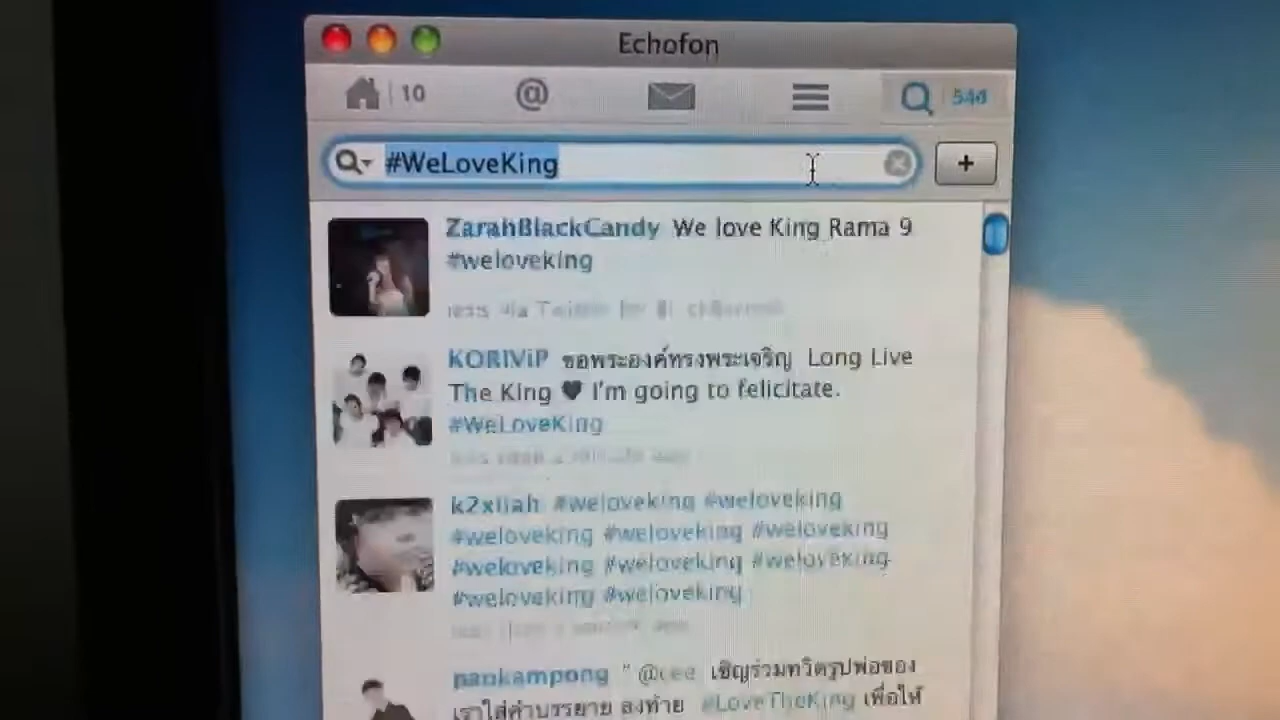 Echofon
10
@
#WeLoveKing
+
ZarahBlackCandy We love King Rama 9
#weloveking
KORIViP ขอพระองค์ทรงพระเจริญ Long Live
The King ♥ I'm going to felicitate.
#WeLoveKing
#weloveking #weloveking
#weloveking #weloveking #weloveking
#weloveking #weloveking #weloveking
#weloveking #weloveking
pankampong " เชิญร่วมทวิตรูปพ่อของ
เราใส่คำบรรยาย ลงท้าย #LoveTheKing เพื่อให้